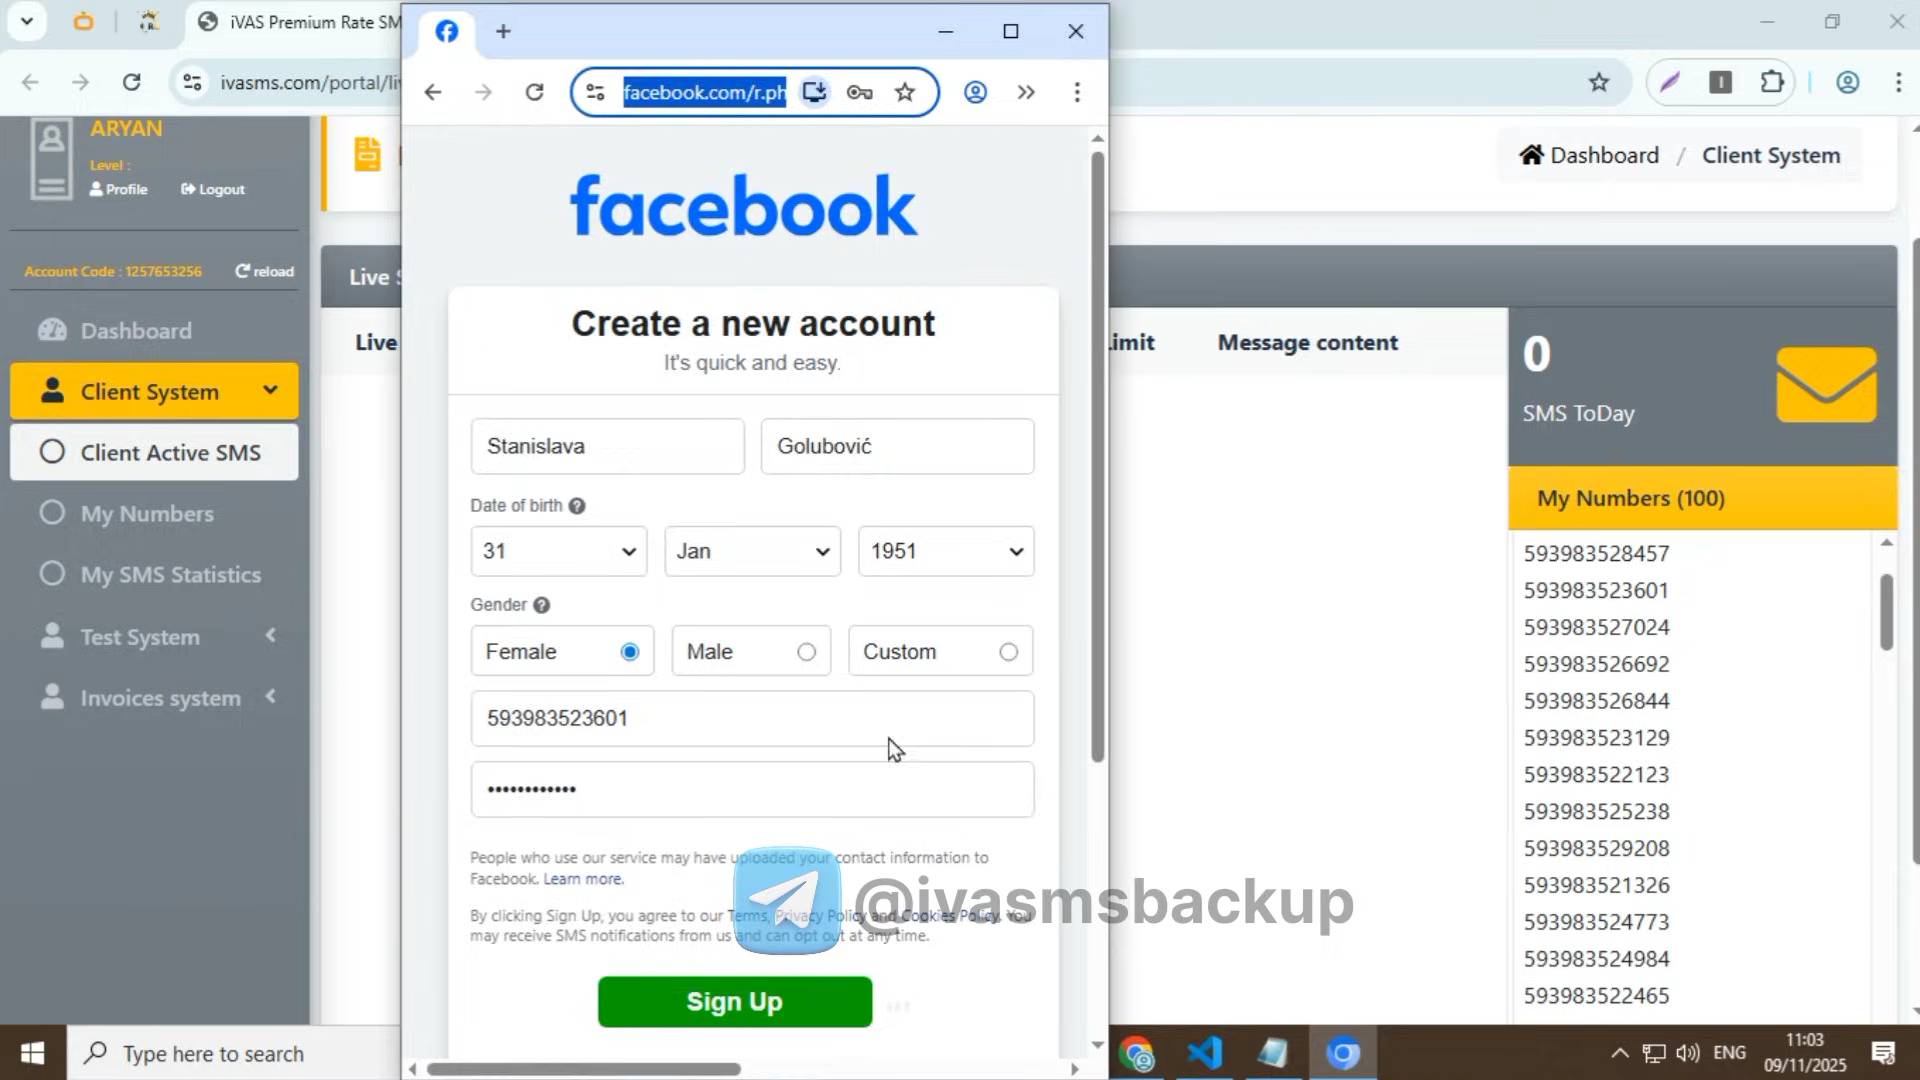 iVAS Premium Rate SM
ivasms.com/portal/li
facebook.com/r.ph
ARYAN
Level :
Profile
Logout
Account Code : 1257653256
reload
Dashboard
Client System
Client Active SMS
My Numbers
My SMS Statistics
Test System
Invoices system
Dashboard / Client System
Live
Live
Limit
Message content
0
SMS ToDay
My Numbers (100)
593983528457
593983523601
593983527024
593983526692
593983526844
593983523129
593983522123
593983525238
593983529208
593983521326
593983524773
593983524984
593983522465
facebook
Create a new account
It's quick and easy.
Stanislava
Golubović
Date of birth ?
31
Jan
1951
Gender ?
Female
Male
Custom
593983523601
••••••••••••
People who use our service may have uploaded your contact information to
Facebook. Learn more.
By clicking Sign Up, you agree to our Terms, Privacy Policy and Cookies Policy. You
may receive SMS notifications from us and can opt out at any time.
@ivasmsbackup
Sign Up
Type here to search
ENG
11:03
09/11/2025